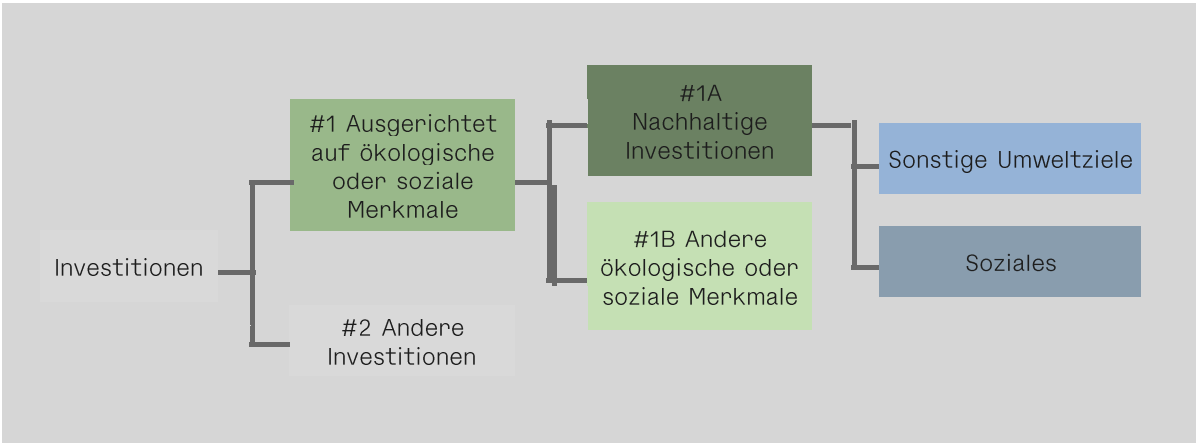 Investitionen
#1 Ausgerichtet
auf ökologische
oder soziale
Merkmale
#2 Andere
Investitionen
#1A
Nachhaltige
Investitionen
#1B Andere
ökologische oder
soziale Merkmale
Sonstige Umweltziele
Soziales